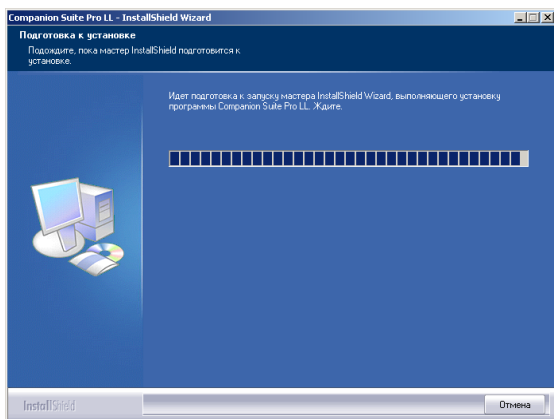 Companion Suite Pro LL - InstallShield Wizard
Подготовка к установке
Подождите, пока мастер InstallShield подготовится к
установке.
Идет подготовка к запуску мастера InstallShield Wizard, выполняющего установку
программы Companion Suite Pro LL. Ждите.
InstallShield
Отмена